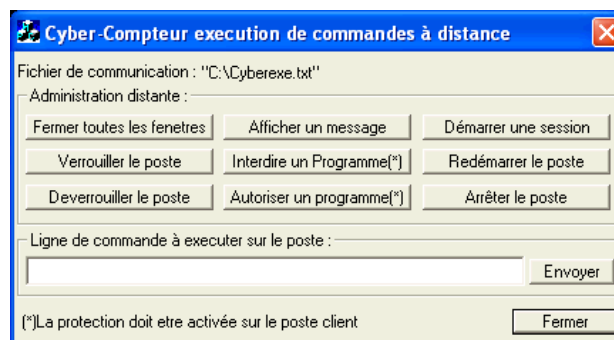 Cyber-Compteur execution de commandes à distance
Fichier de communication : "C:\Cyberexe.txt"
Administration distante :
Fermer toutes les fenetres Afficher un message Démarrer une session
Verrouiller le poste Interdire un Programme(*) Redémarrer le poste
Deverrouiller le poste Autoriser un programme(*) Arrêter le poste
Ligne de commande à executer sur le poste :
Envoyer
(*)La protection doit etre activée sur le poste client Fermer